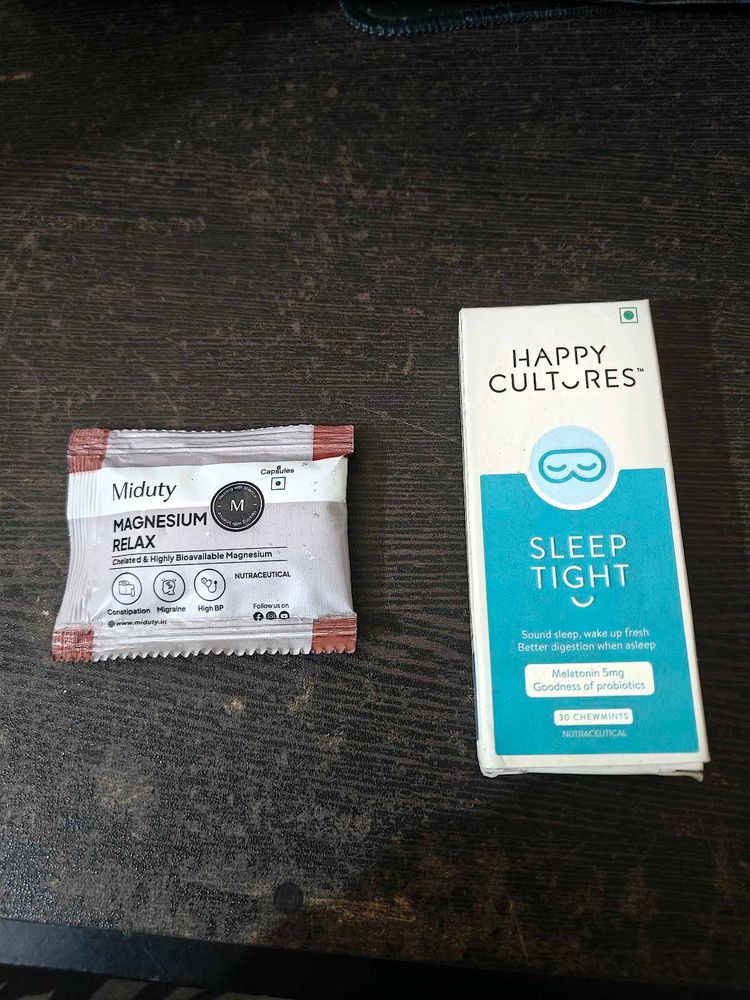 Capsules
Miduty
M
MAGNESIUM
RELAX
Chelated & Highly Bioavailable Magnesium
NUTRACEUTICAL
Constipation Migraine High BP
Follow us on
www.miduty.in
HAPPY
CULTURES™
SLEEP
TIGHT
Sound sleep, wake up fresh
Better digestion when asleep
Melatonin 5mg
Goodness of probiotics
30 CHEWMINTS
NUTRACEUTICAL